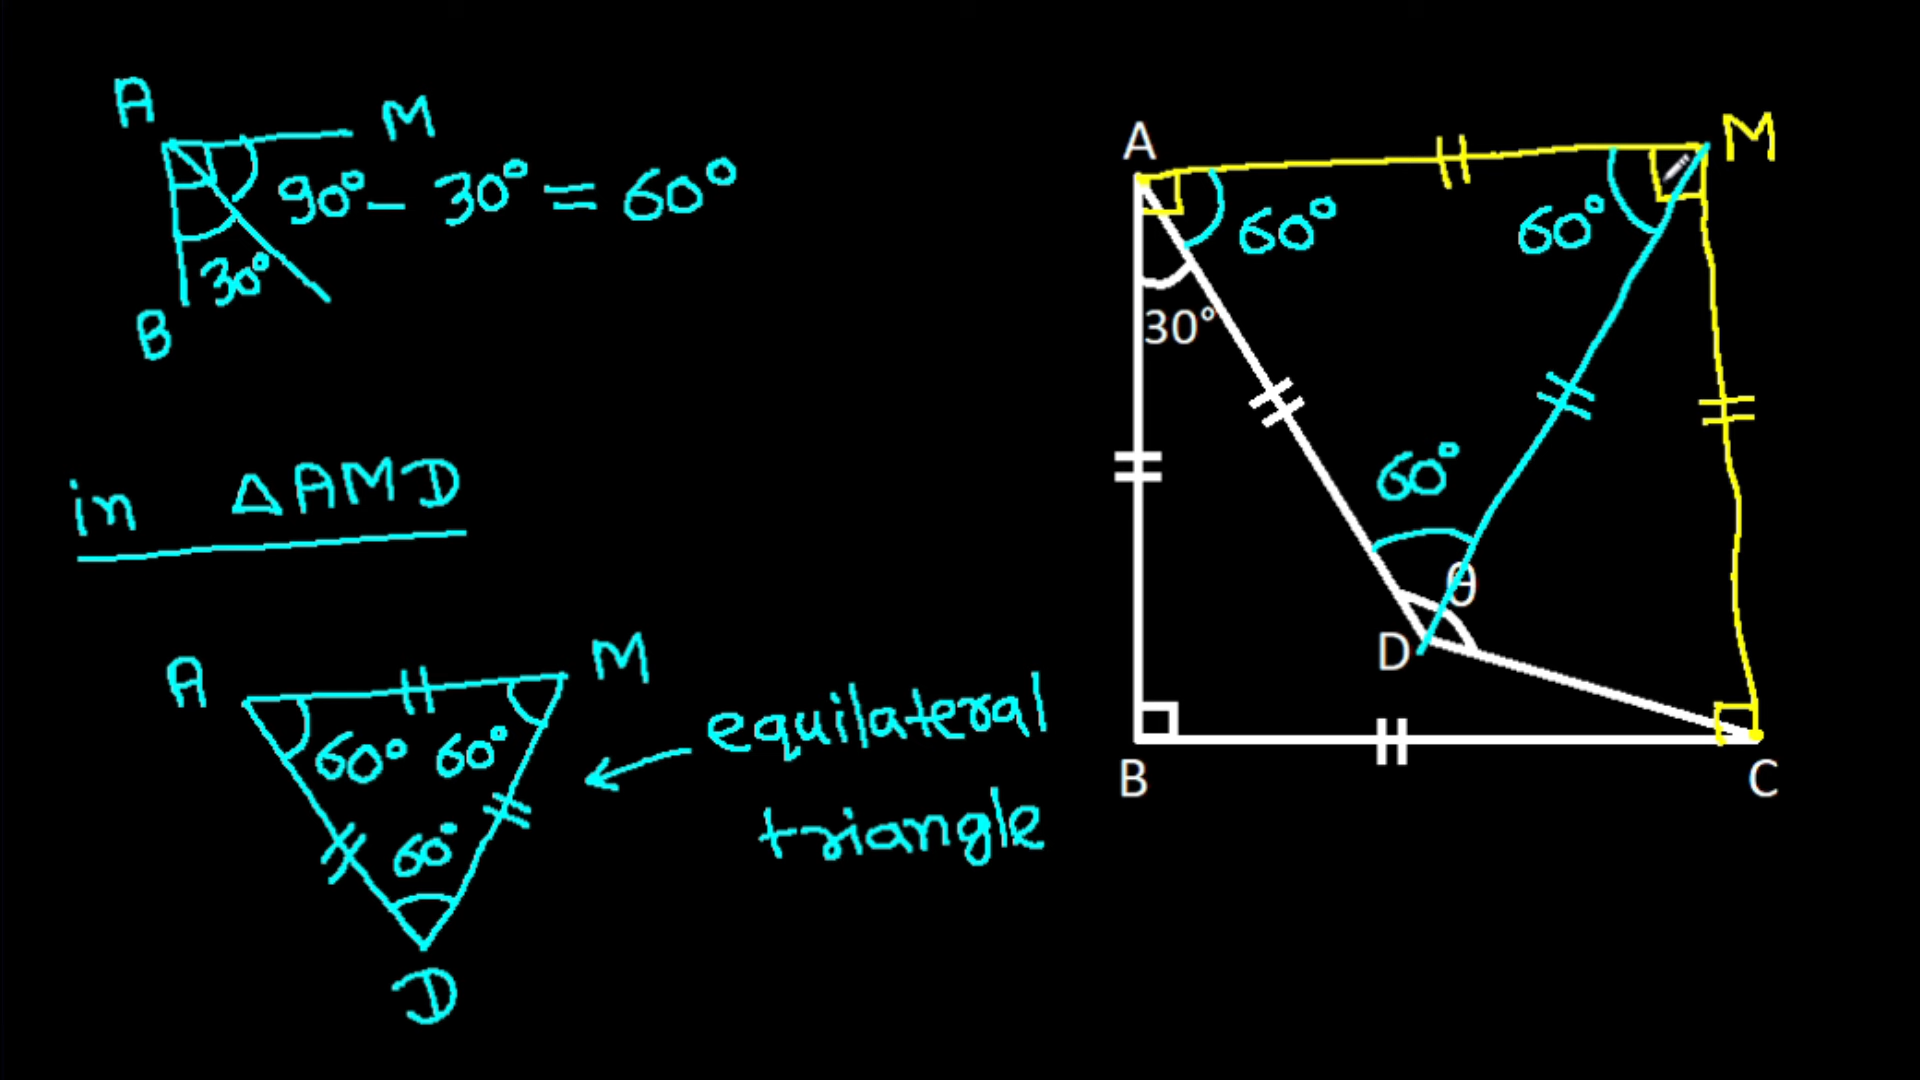 A M
90° - 30° = 60°
30°
B
in ΔAMD
A M
60° 60°
60°
D
equilateral
triangle
A M
60° 60°
30°
60°
θ
D
B C